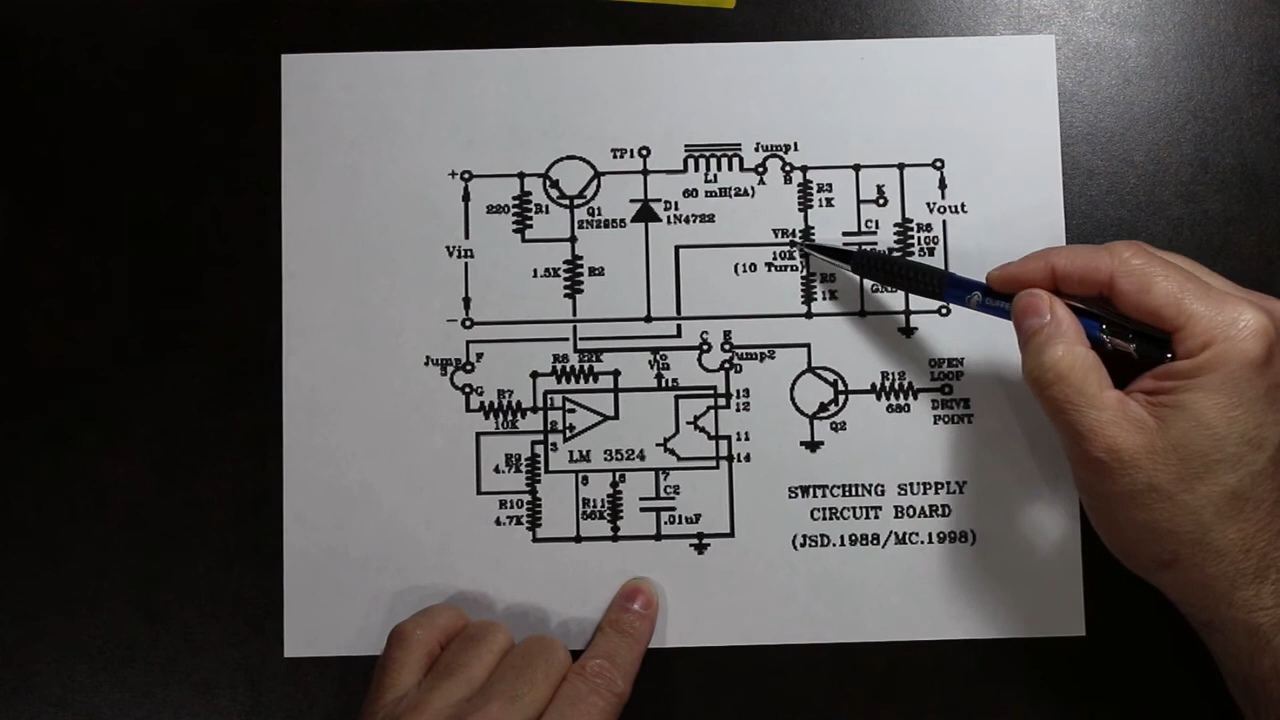 TP1
Jump1
+
L1
A
B
K
60 mH(2A)
R3
1K
220
R1
Q1
2N2955
D1
1N4722
C1
Vout
VR4
R6
100
5W
Vin
10K
(10 Turn)
1.5K
R2
R5
1K
-
C
E
Jump
F
R8
22K
To
Vin
Jump2
D
G
15
OPEN
LOOP
R12
R7
10K
1
-
13
12
680
DRIVE
POINT
2
+
Q2
3
11
LM 3524
14
R9
4.7K
8
6
7
R10
4.7K
R11
56K
C2
.01uF
SWITCHING SUPPLY
CIRCUIT BOARD
(JSD.1988/MC.1998)